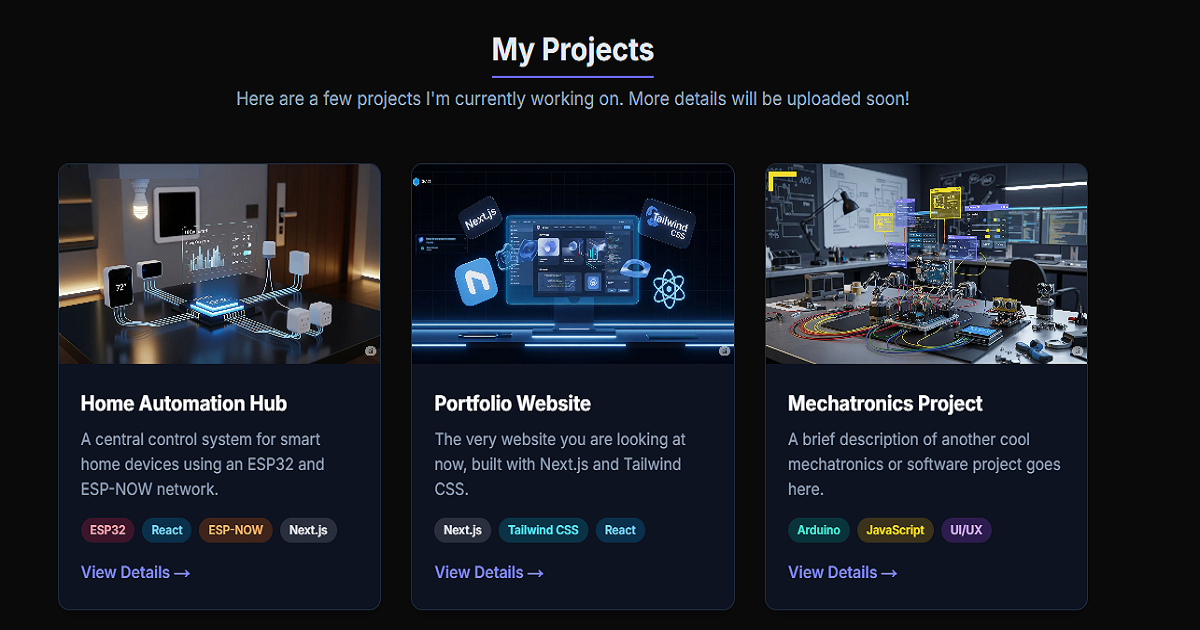 My Projects
Here are a few projects I'm currently working on. More details will be uploaded soon!
72°
Next.js
Tailwind
CSS
Home Automation Hub
A central control system for smart
home devices using an ESP32 and
ESP-NOW network.
ESP32
React
ESP-NOW
Next.js
View Details →
Portfolio Website
The very website you are looking at
now, built with Next.js and Tailwind
CSS.
Next.js
Tailwind CSS
React
View Details →
Mechatronics Project
A brief description of another cool
mechatronics or software project goes
here.
Arduino
JavaScript
UI/UX
View Details →